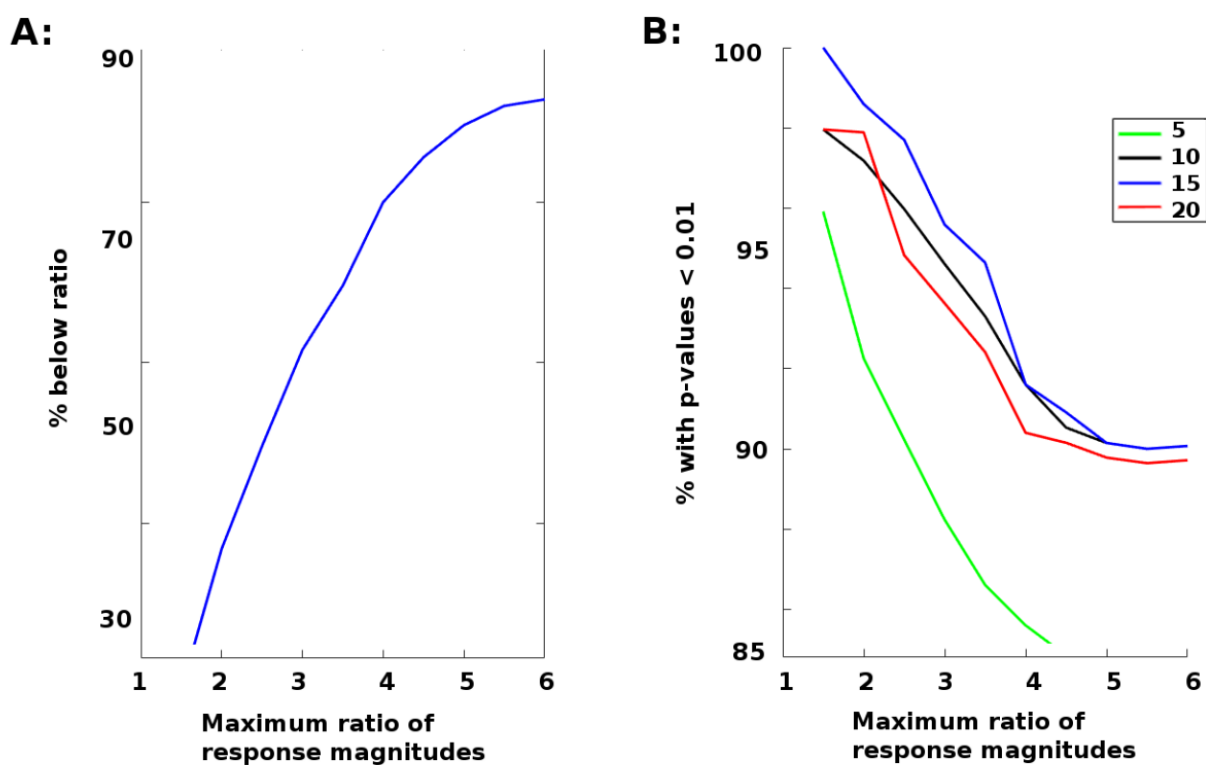 A:
90
70
50
30
% below ratio
1 2 3 4 5 6
Maximum ratio of
response magnitudes
B:
100
95
90
85
% with p-values < 0.01
5
10
15
20
1 2 3 4 5 6
Maximum ratio of
response magnitudes